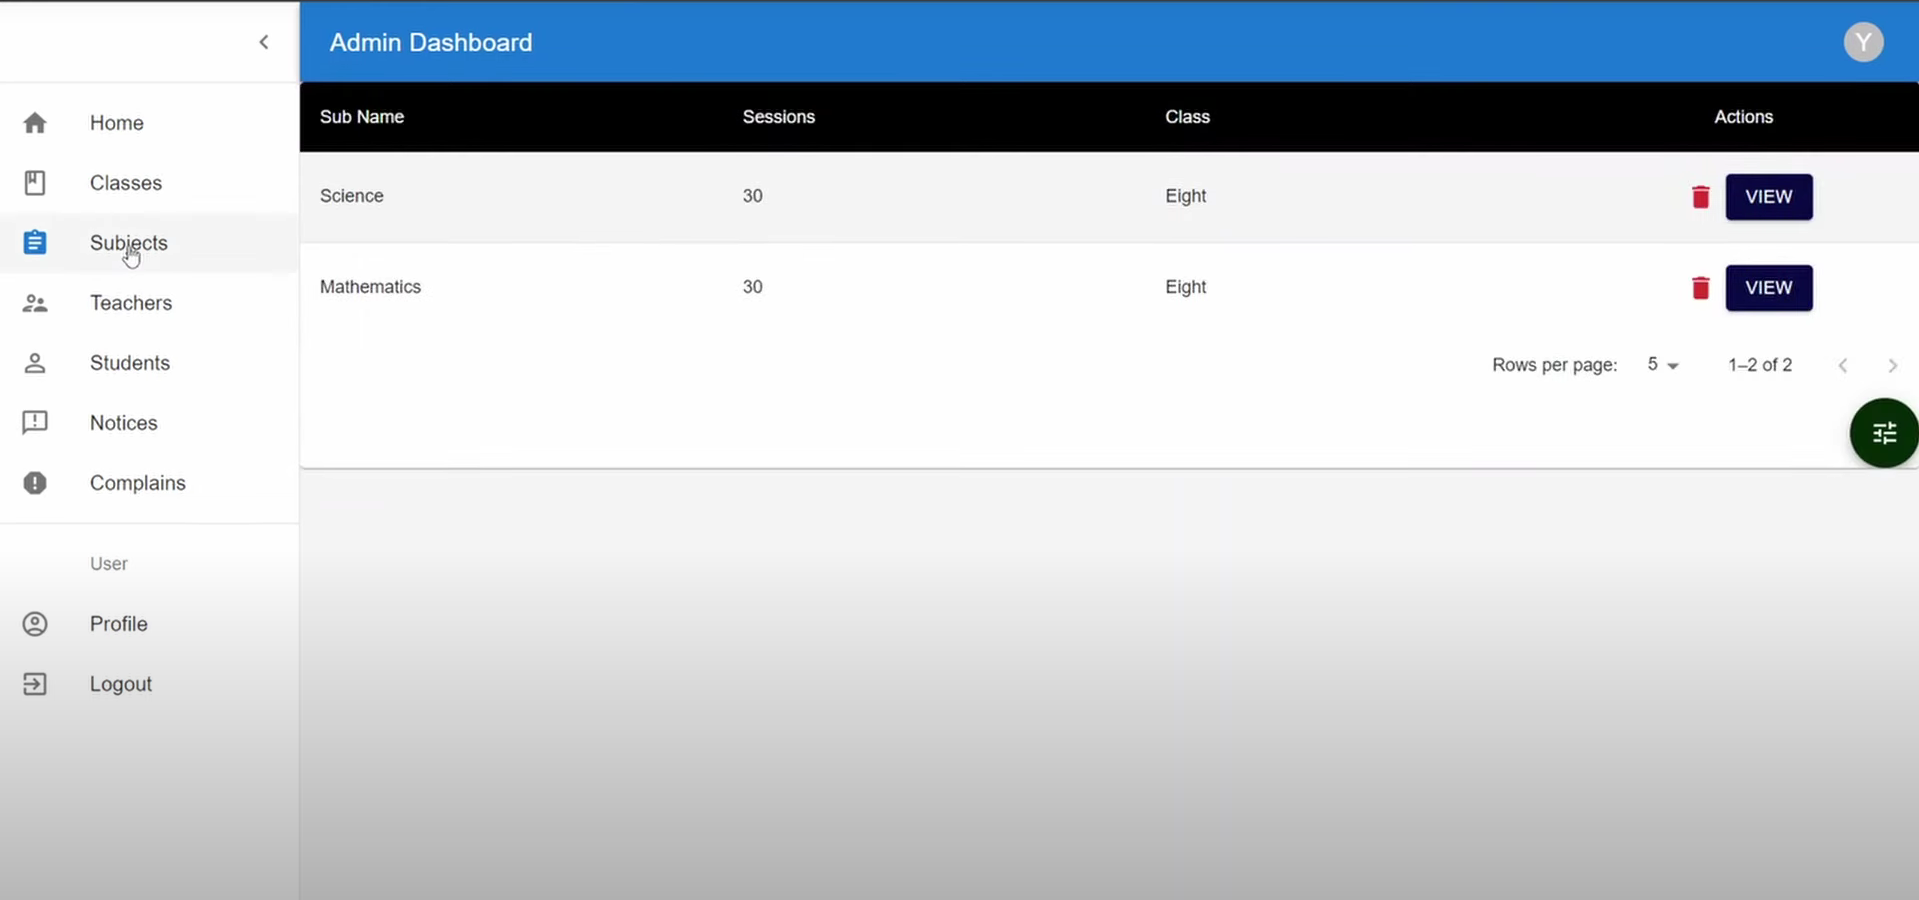 Admin Dashboard
Y
Home
Classes
Subjects
Teachers
Students
Notices
Complains
User
Profile
Logout
Sub Name Sessions Class Actions
Science 30 Eight VIEW
Mathematics 30 Eight VIEW
Rows per page: 5 1–2 of 2